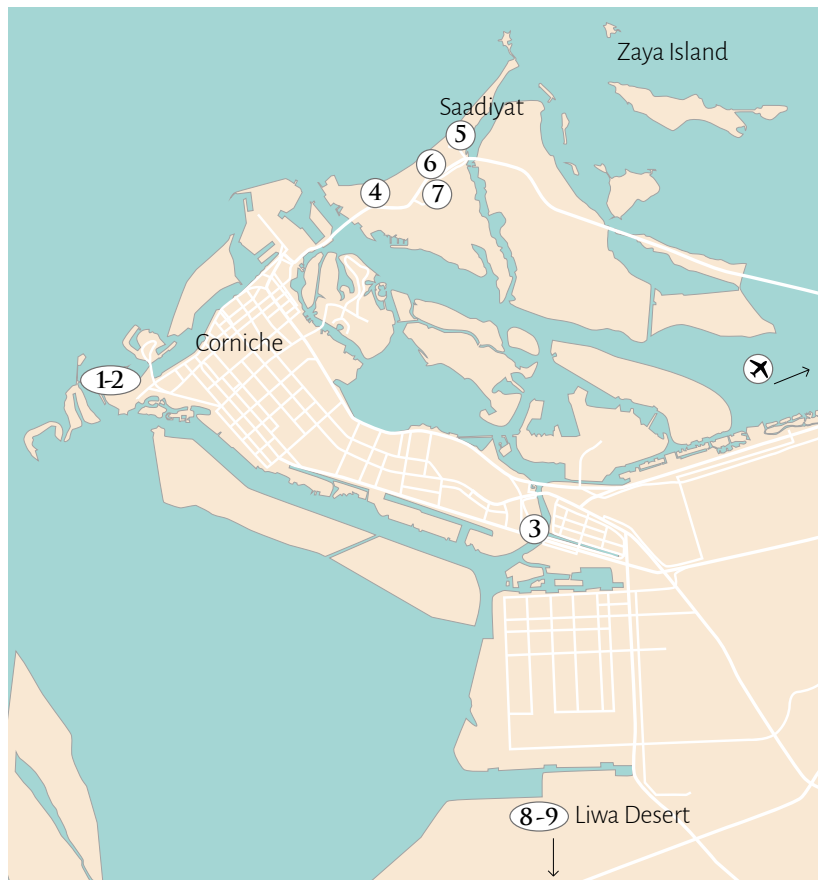 Zaya Island
Saadiyat
5
6
4
7
Corniche
1-2
3
8-9 Liwa Desert